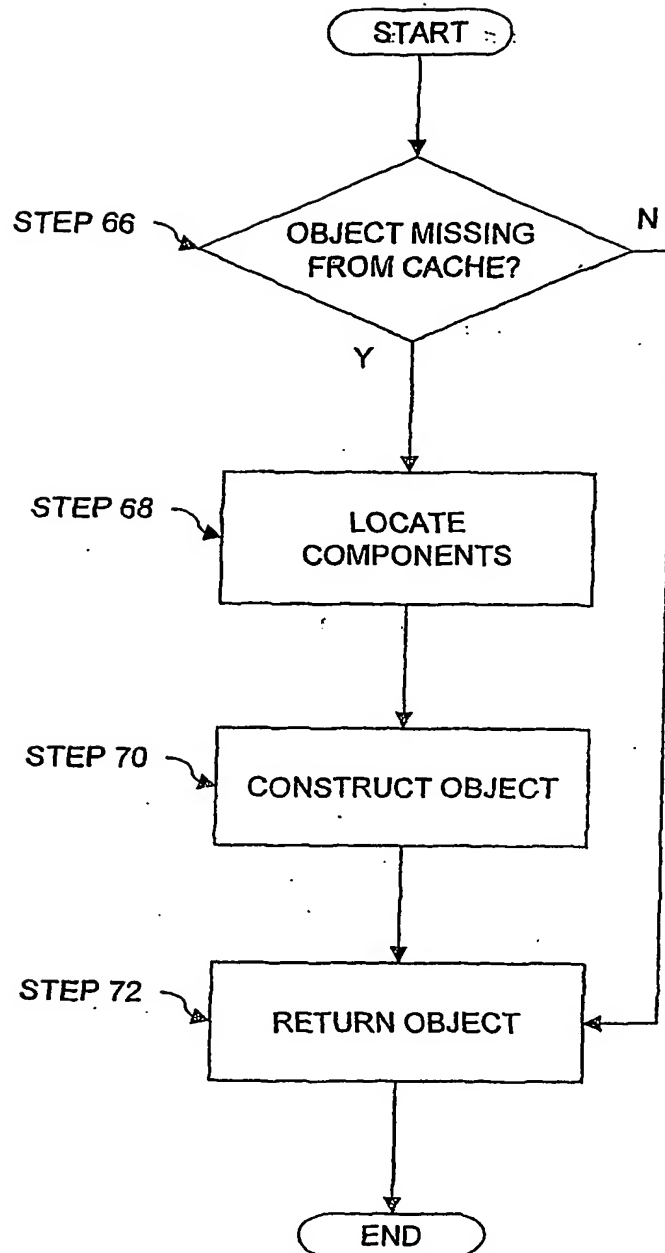 START
STEP 66
OBJECT MISSING
FROM CACHE?
N
Y
STEP 68
LOCATE
COMPONENTS
STEP 70
CONSTRUCT OBJECT
STEP 72
RETURN OBJECT
END